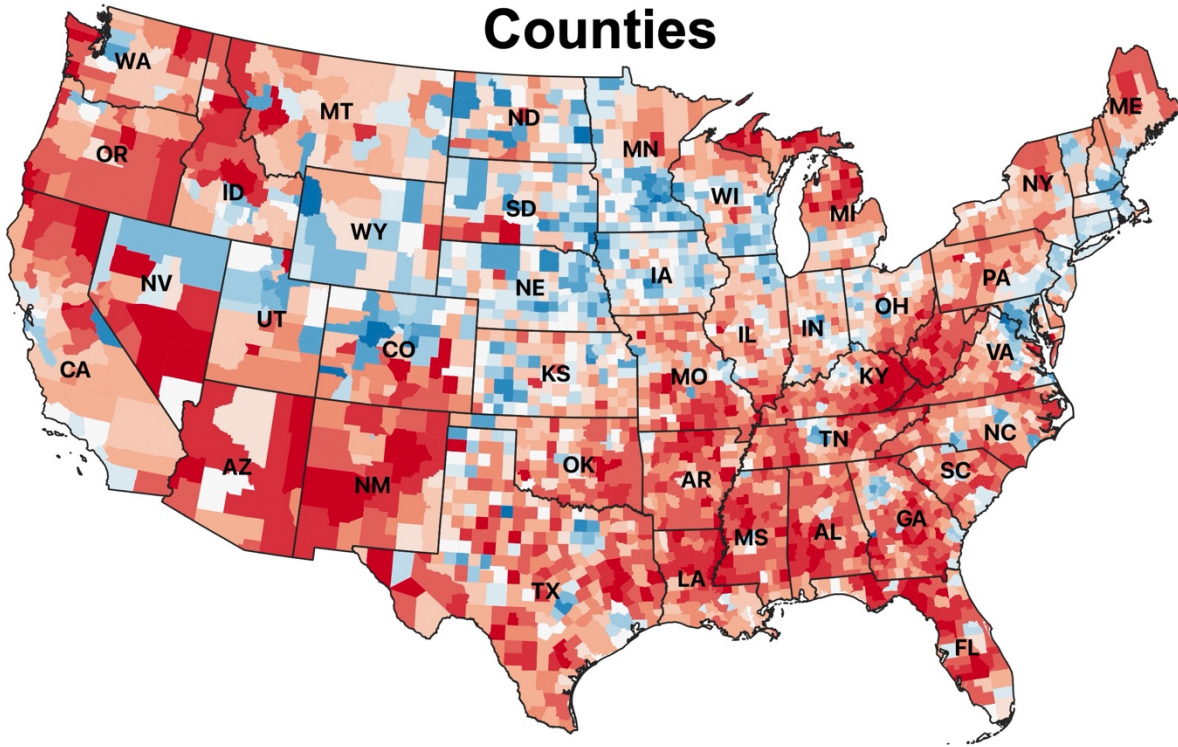 Counties
WA
MT
ND
MN
ME
OR
ID
SD
WI
MI
NY
WY
NV
NE
IA
PA
UT
CO
IL
IN
OH
CA
KS
MO
KY
VA
AZ
NM
OK
AR
TN
NC
SC
MS
AL
GA
LA
TX
FL